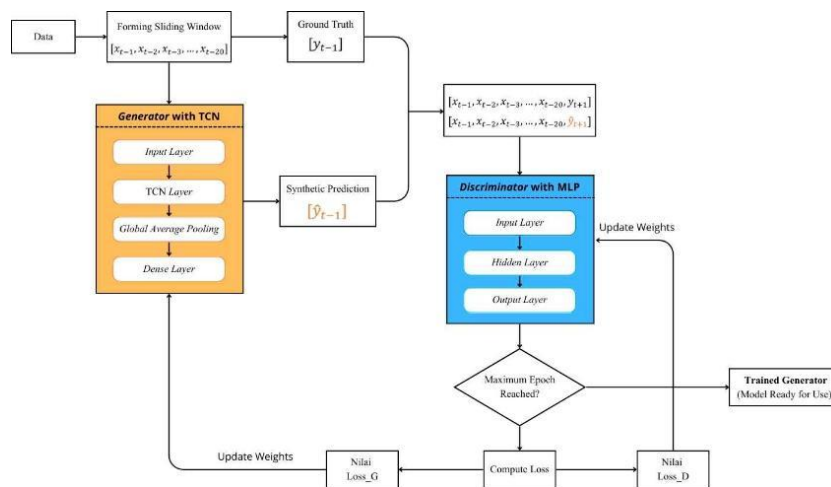 Data
Forming Sliding Window
[x_{t-1}, x_{t-2}, x_{t-3}, ..., x_{t-20}]
Ground Truth
[y_{t-1}]
Generator with TCN
Input Layer
TCN Layer
Global Average Pooling
Dense Layer
Synthetic Prediction
[ŷ_{t-1}]
[x_{t-1}, x_{t-2}, x_{t-3}, ..., x_{t-20}, y_{t+1}]
[x_{t-1}, x_{t-2}, x_{t-3}, ..., x_{t-20}, ŷ_{t+1}]
Discriminator with MLP
Input Layer
Hidden Layer
Output Layer
Update Weights
Maximum Epoch
Reached?
Trained Generator
(Model Ready for Use)
Update Weights
Nilai
Loss_G
Compute Loss
Nilai
Loss_D